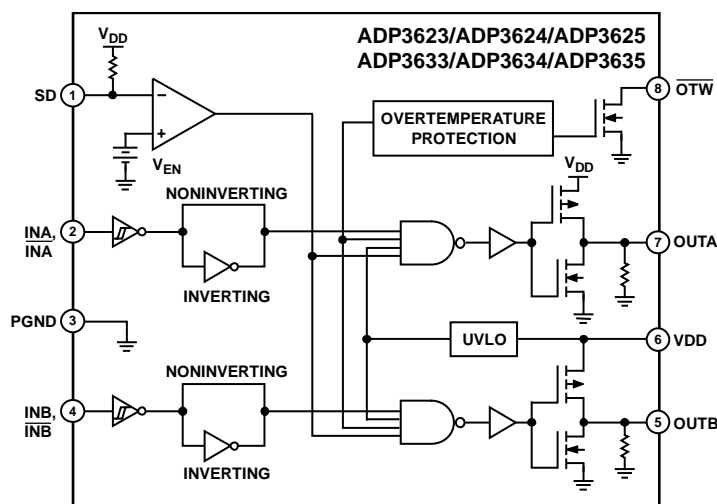 ADP3623/ADP3624/ADP3625
ADP3633/ADP3634/ADP3635
VDD
SD
1
−
+
VEN
OVERTEMPERATURE
PROTECTION
8
OTW
VDD
NONINVERTING
INA,
INA
2
INVERTING
7
OUTA
PGND
3
UVLO
6
VDD
NONINVERTING
INB,
INB
4
INVERTING
5
OUTB